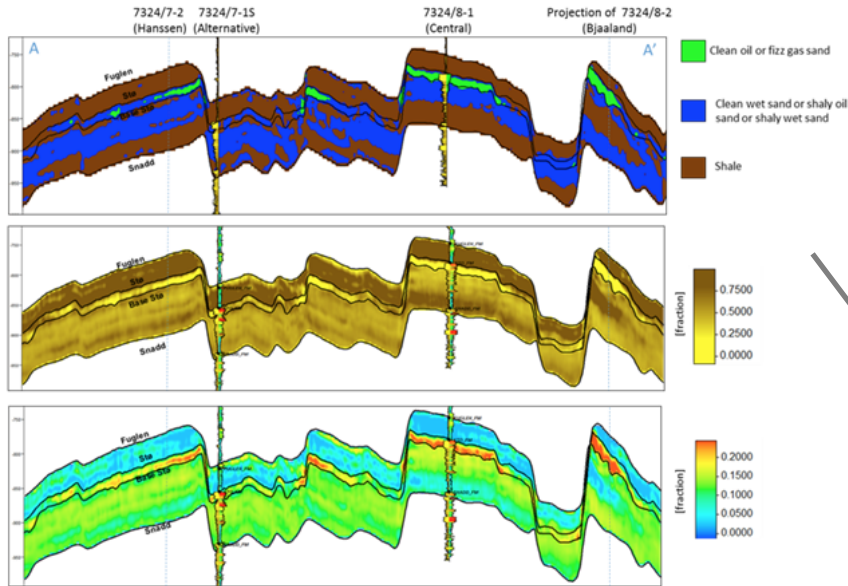 7324/7-2 7324/7-1S 7324/8-1 Projection of 7324/8-2
(Hanssen) (Alternative) (Central) (Bjaaland)
A A'
Fuglen
Stø
Base Stø
Snadd
Clean oil or fizz gas sand
Clean wet sand or shaly oil
sand or shaly wet sand
Shale
Fuglen
Stø
Base Stø
Snadd
[fraction]
0.7500
0.5000
0.2500
0.0000
Fuglen
Stø
Base Stø
Snadd
[fraction]
0.2000
0.1500
0.1000
0.0500
0.0000